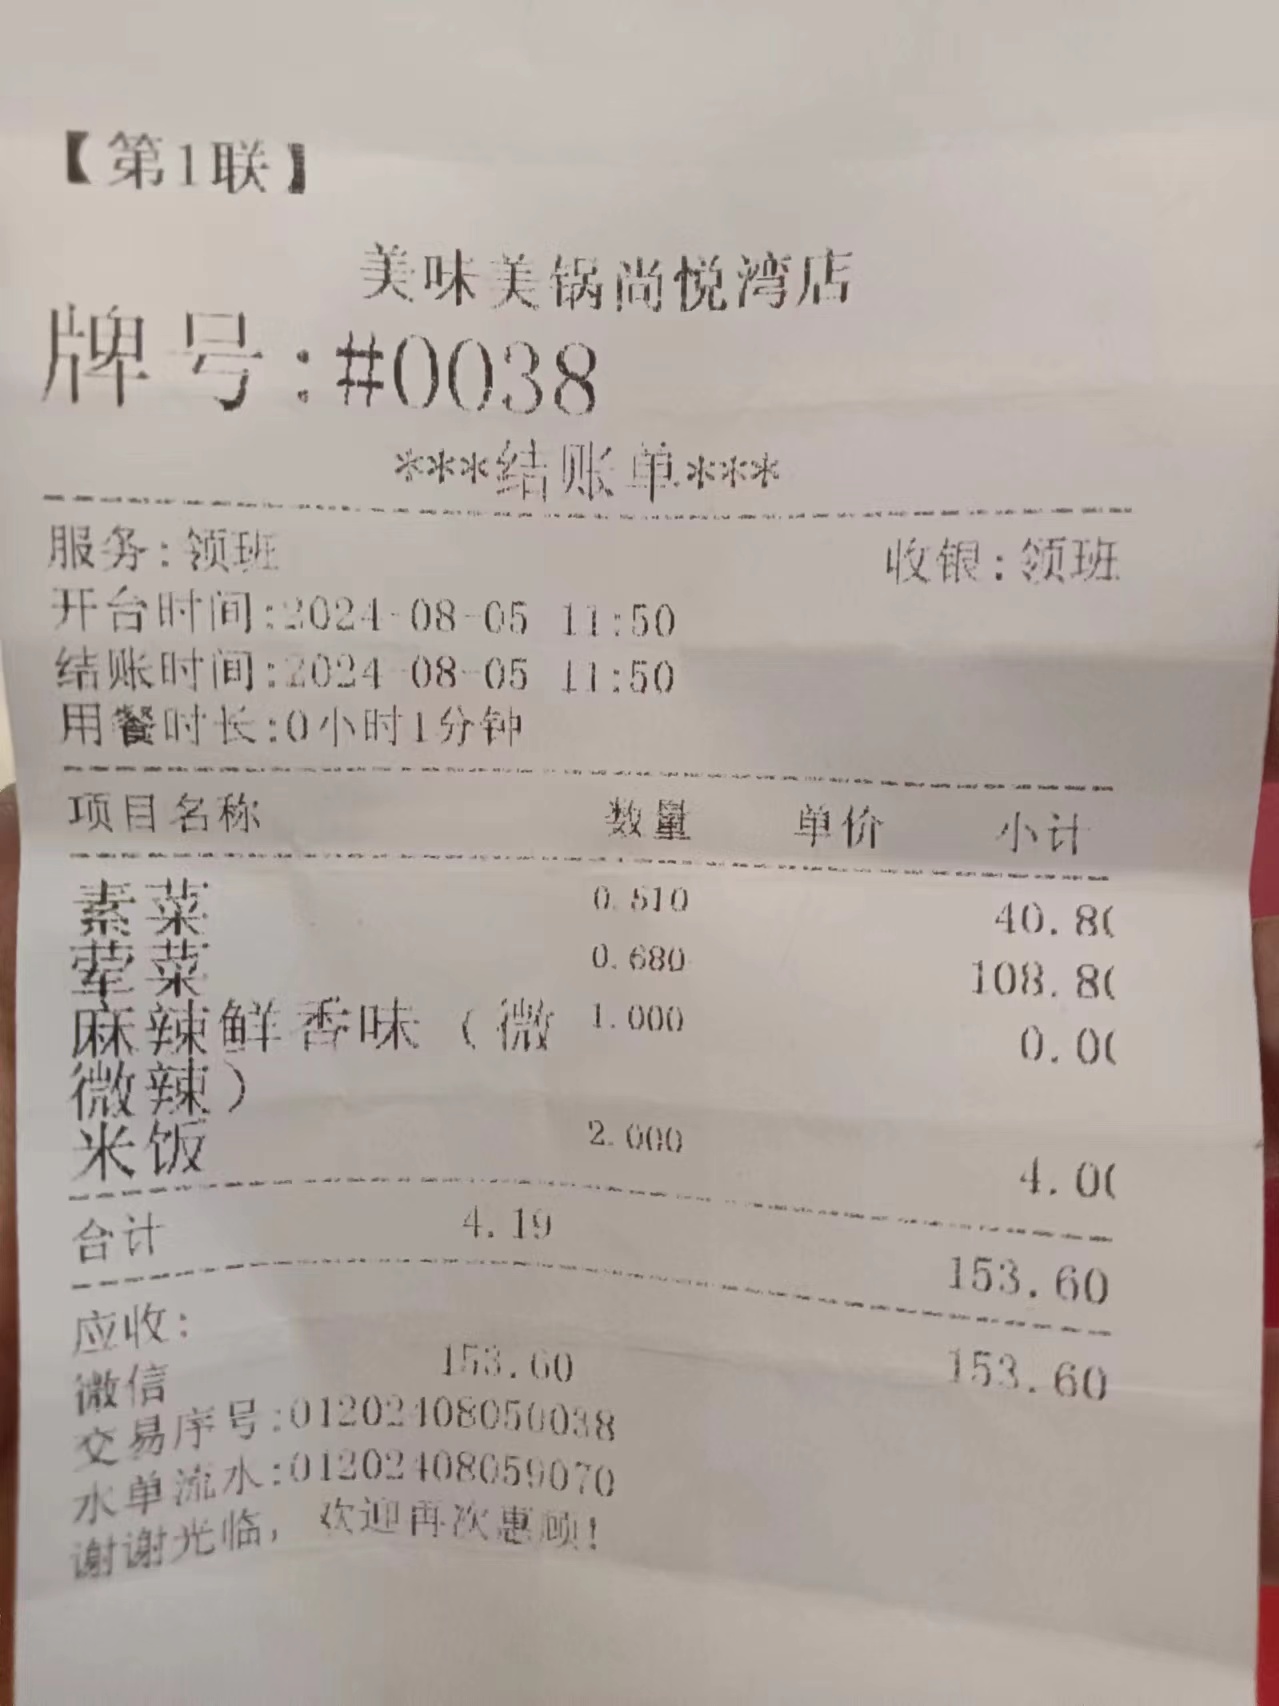 【第1联】
美味美锅尚悦湾店
牌号:#0038
***结账单***
服务:领班 收银:领班
开台时间:2024-08-05 11:50
结账时间:2024-08-05 11:50
用餐时长:0小时1分钟
项目名称 数量 单价 小计
素菜 0.510 40.80
荤菜 0.680 108.80
麻辣鲜香味（微 1.000 0.00
微辣）
米饭 2.000 4.00
合计 4.19 153.60
应收: 153.60
微信 153.60
交易序号:01202408050038
水单流水:01202408059070
谢谢光临，欢迎再次惠顾!